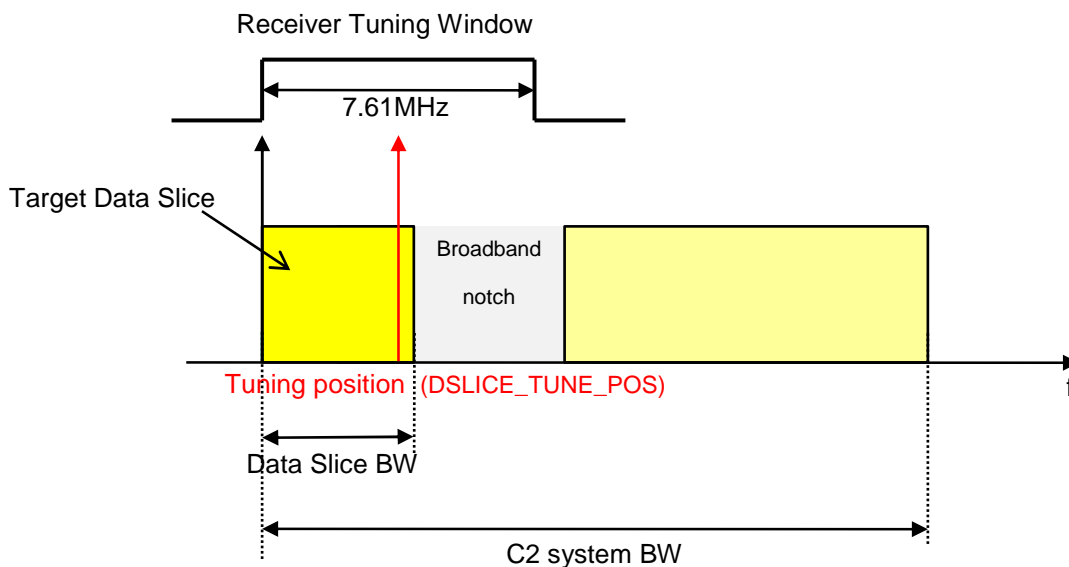 Receiver Tuning Window
7.61MHz
Target Data Slice
Broadband
notch
Tuning position (DSLICE_TUNE_POS)
f
Data Slice BW
C2 system BW